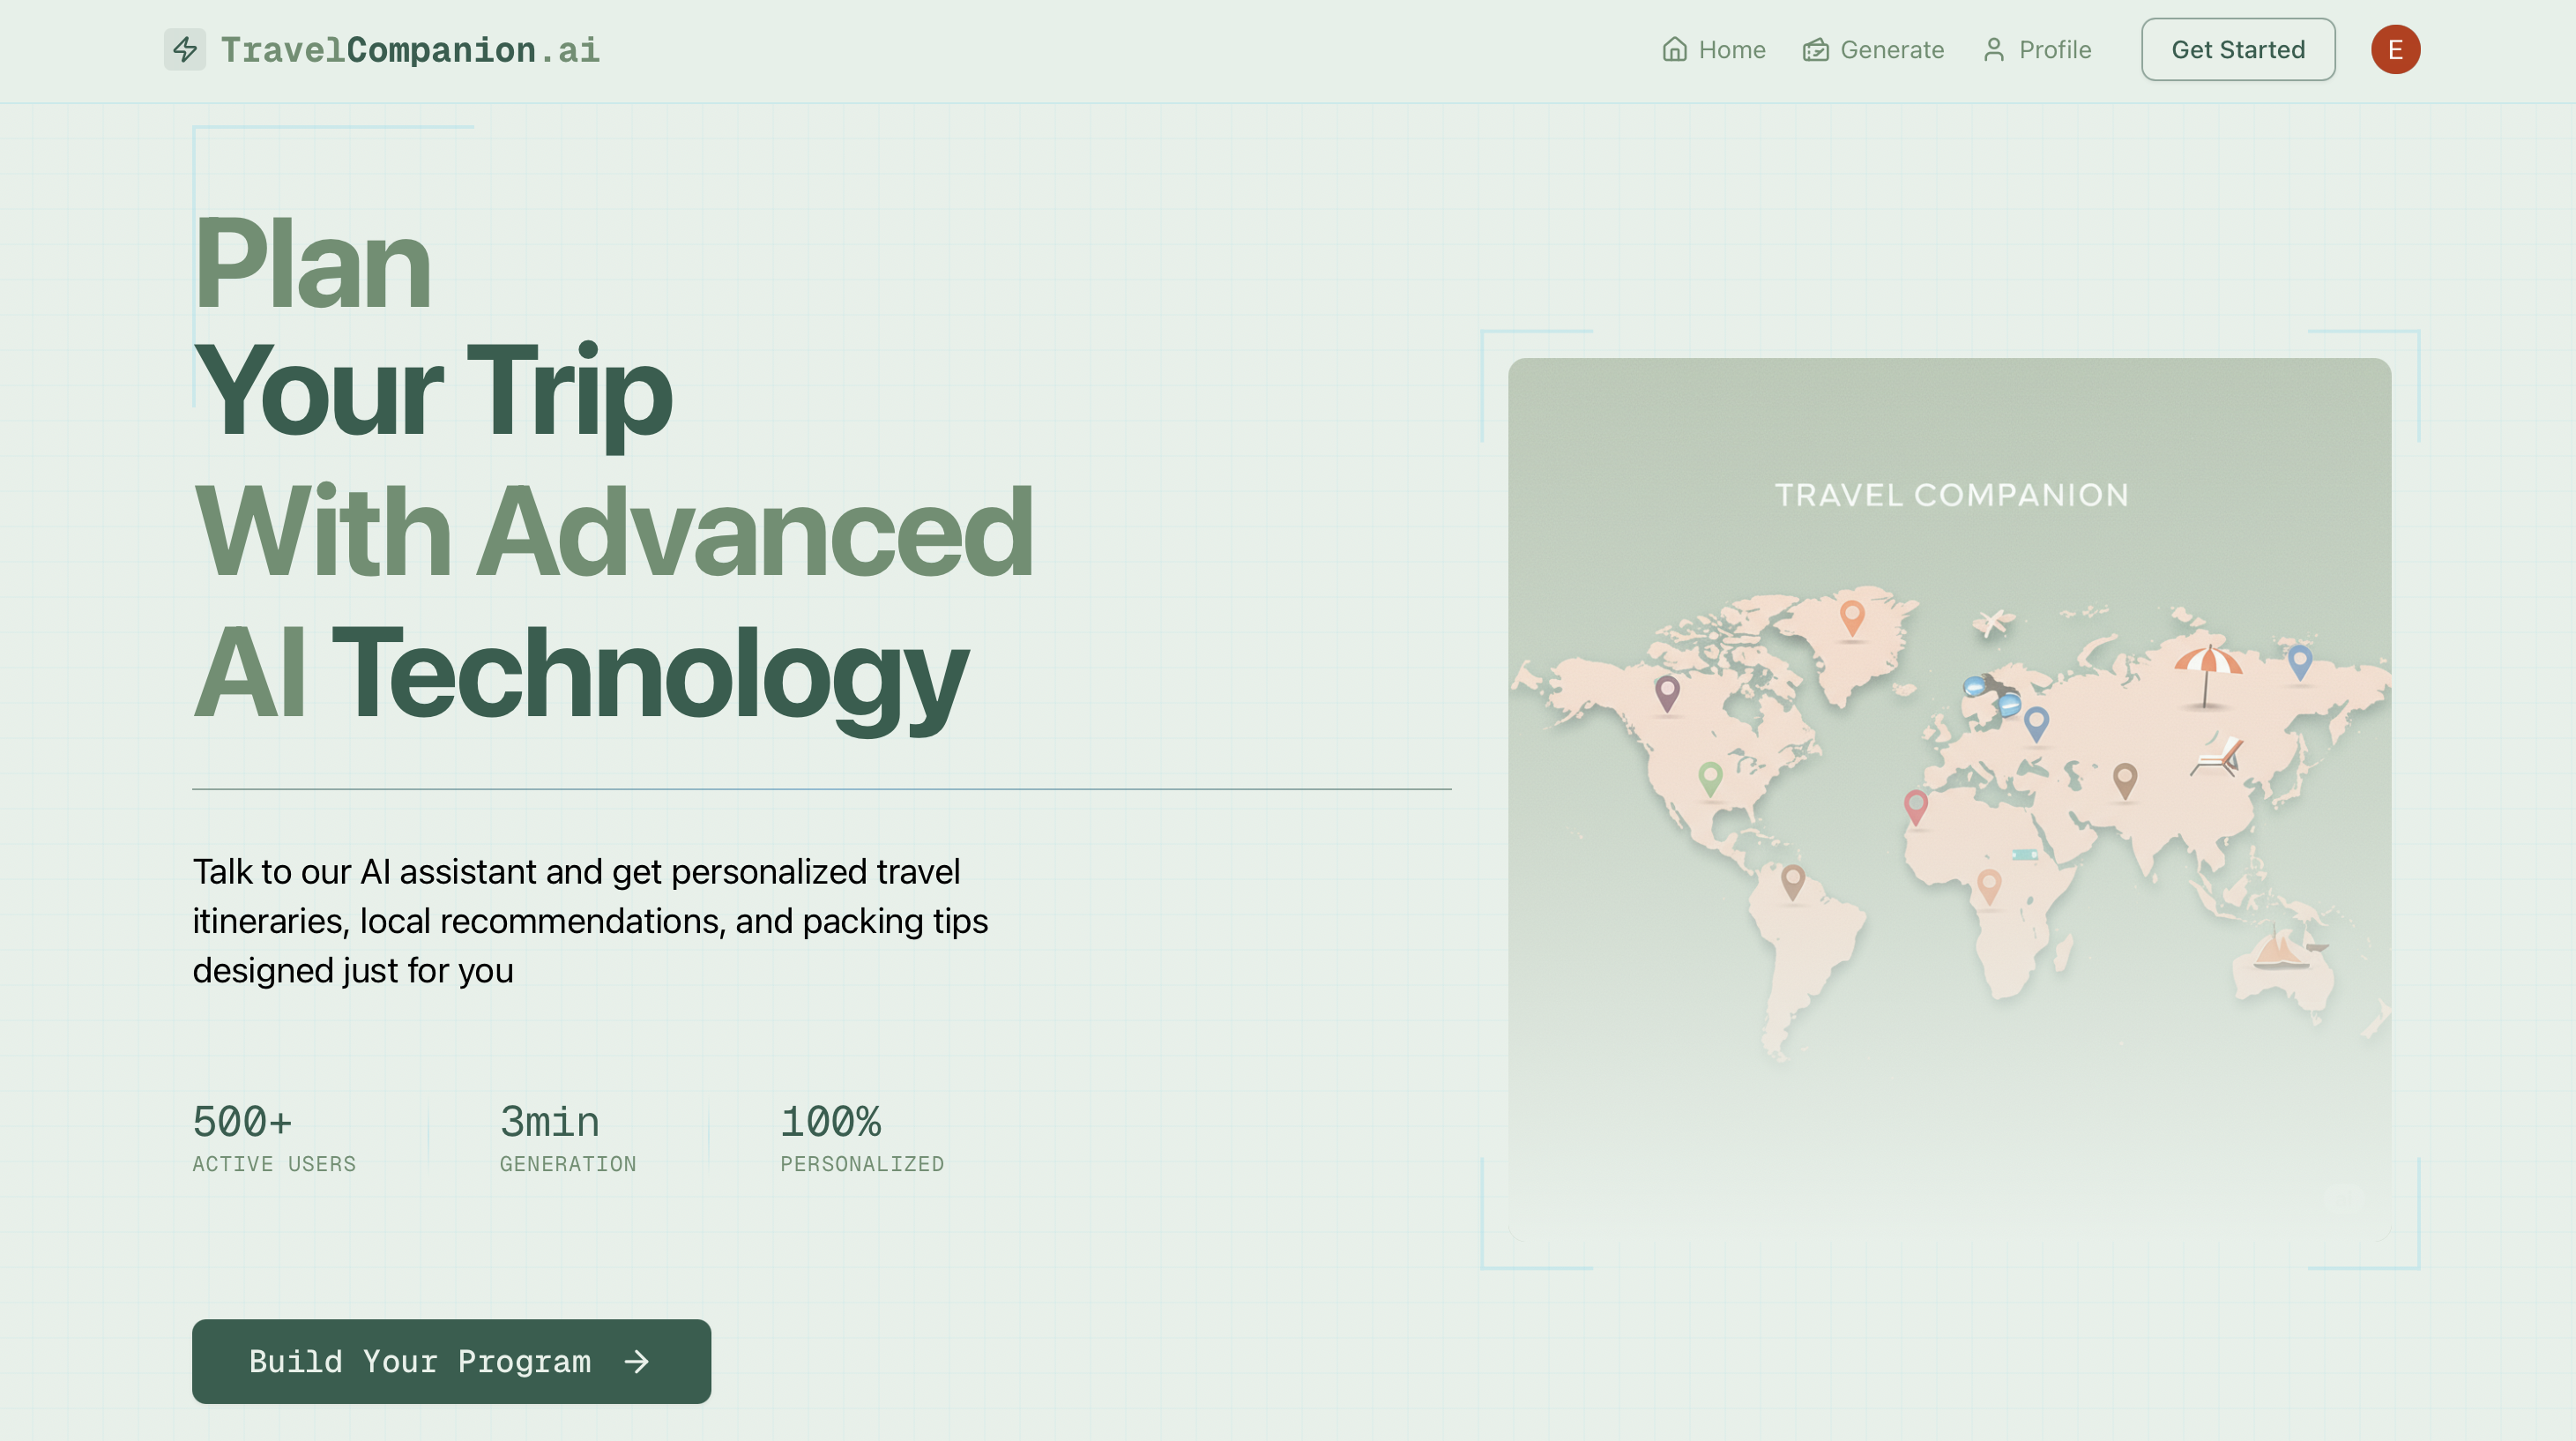 TravelCompanion.ai
Home
Generate
Profile
Get Started
E
Plan
Your Trip
With Advanced
AI Technology
TRAVEL COMPANION
Talk to our AI assistant and get personalized travel
itineraries, local recommendations, and packing tips
designed just for you
500+
ACTIVE USERS
3min
GENERATION
100%
PERSONALIZED
Build Your Program